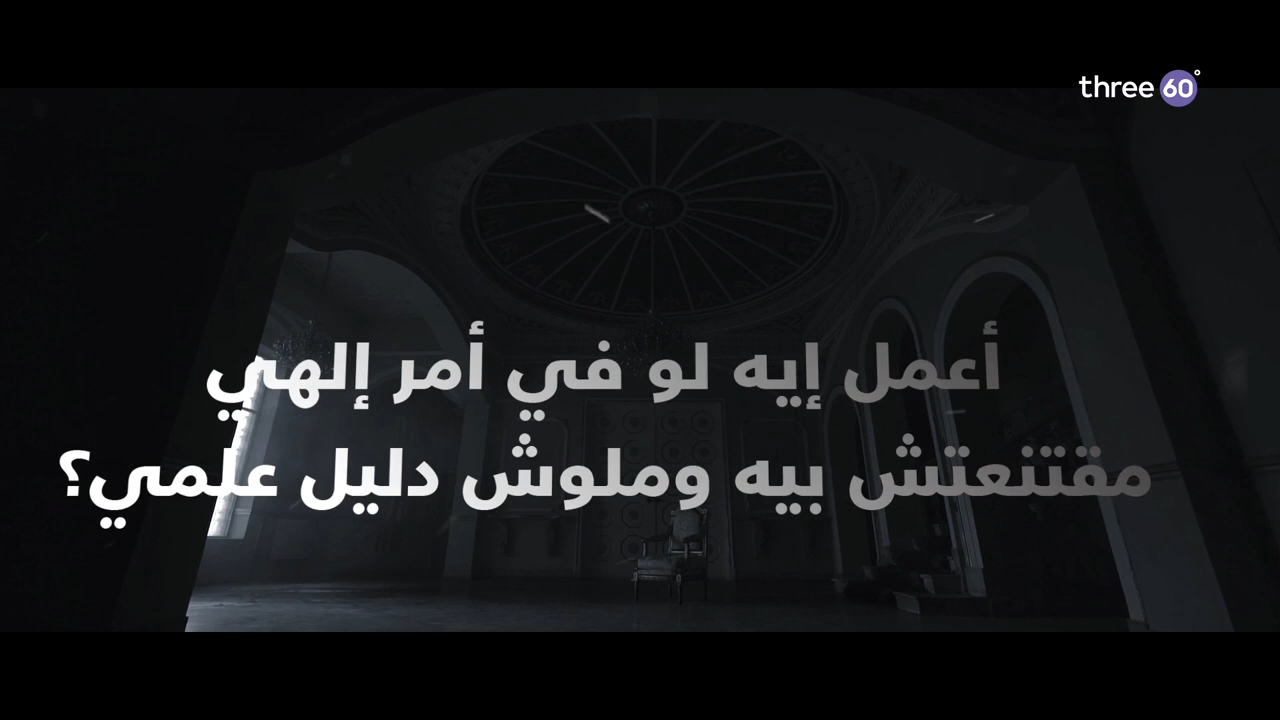 three 60°
أعمل إيه لو في أمر إلهي
مقتنعتش بيه وملوش دليل علمي؟